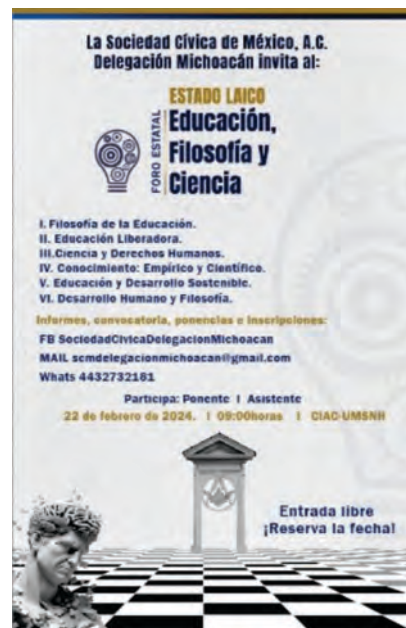 La Sociedad Cívica de México, A.C.
Delegación Michoacán invita al:
ESTADO LAICO
FORO ESTATAL
Educación,
Filosofía y
Ciencia
I. Filosofía de la Educación.
II. Educación Liberadora.
III.Ciencia y Derechos Humanos.
IV. Conocimiento: Empírico y Científico.
V. Educación y Desarrollo Sostenible.
VI. Desarrollo Humano y Filosofía.
Informes, convocatoria, ponencias e inscripciones:
FB SociedadCivicaDelegacionMichoacan
MAIL scmdelegacionmichoacan@gmail.com
Whats 4432732181
Participa: Ponente I Asistente
22 de febrero de 2024. I 09:00horas I CIAC-UMSNH
Entrada libre
¡Reserva la fecha!